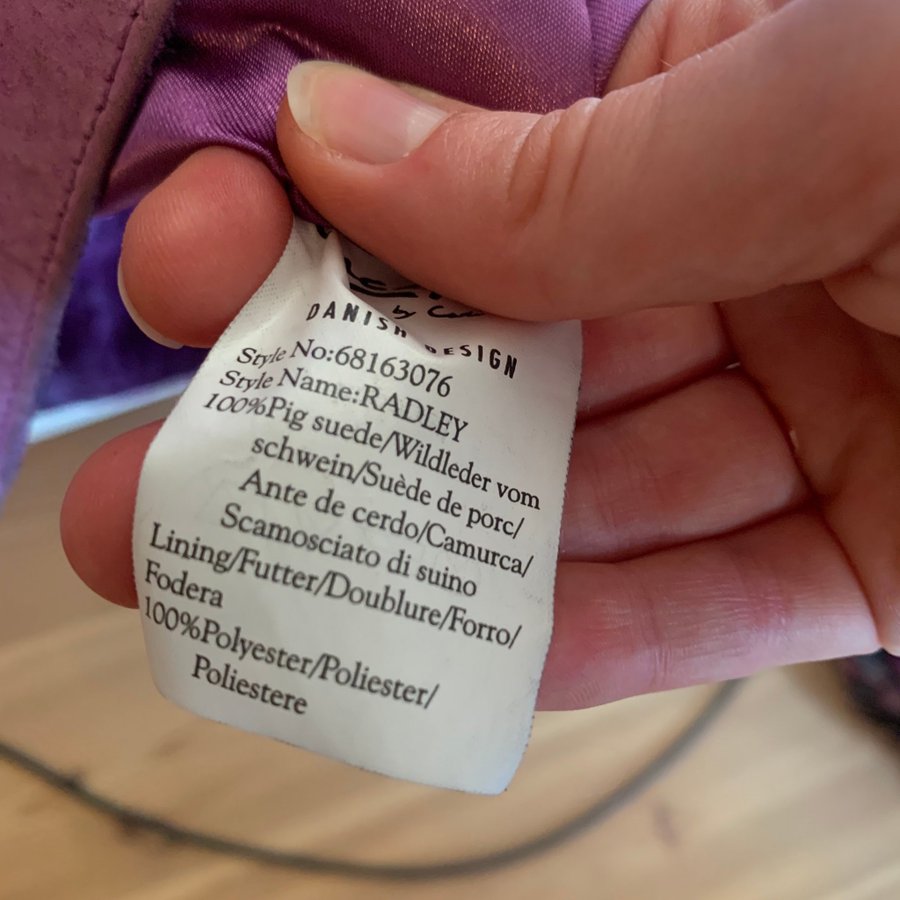 by
DANISH DESIGN
Style No:68163076
Style Name:RADLEY
100%Pig suede/Wildleder vom
schwein/Suède de porc/
Ante de cerdo/Camurca/
Scamosciato di suino
Lining/Futter/Doublure/Forro/
Fodera
100%Polyester/Poliester/
Poliestere